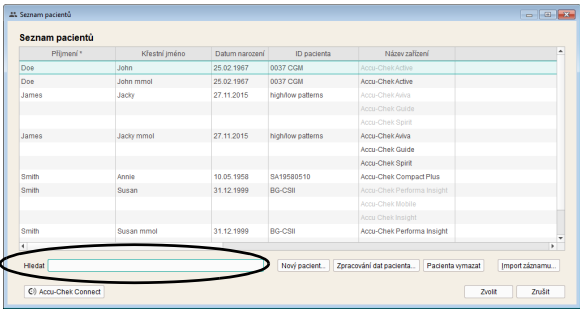 Seznam pacientů
Seznam pacientů
Příjmení * Křestní jméno Datum narození ID pacienta Název zařízení
Doe John 25.02.1967 0037 CGM Accu-Chek Active
Doe John mmol 25.02.1967 0037 CGM Accu-Chek Active
James Jacky 27.11.2015 high/low patterns Accu-Chek Aviva
Accu-Chek Guide
Accu-Chek Spirit
James Jacky mmol 27.11.2015 high/low patterns Accu-Chek Aviva
Accu-Chek Guide
Accu-Chek Spirit
Smith Annie 10.05.1958 SA19580510 Accu-Chek Compact Plus
Smith Susan 31.12.1999 BG-CSII Accu-Chek Performa Insight
Accu-Chek Mobile
Accu-Chek Insight
Smith Susan mmol 31.12.1999 BG-CSII Accu-Chek Performa Insight
Hledat Nový pacient... Zpracování dat pacienta... Pacienta vymazat Import záznamu...
Accu-Chek Connect Zvolit Zrušit